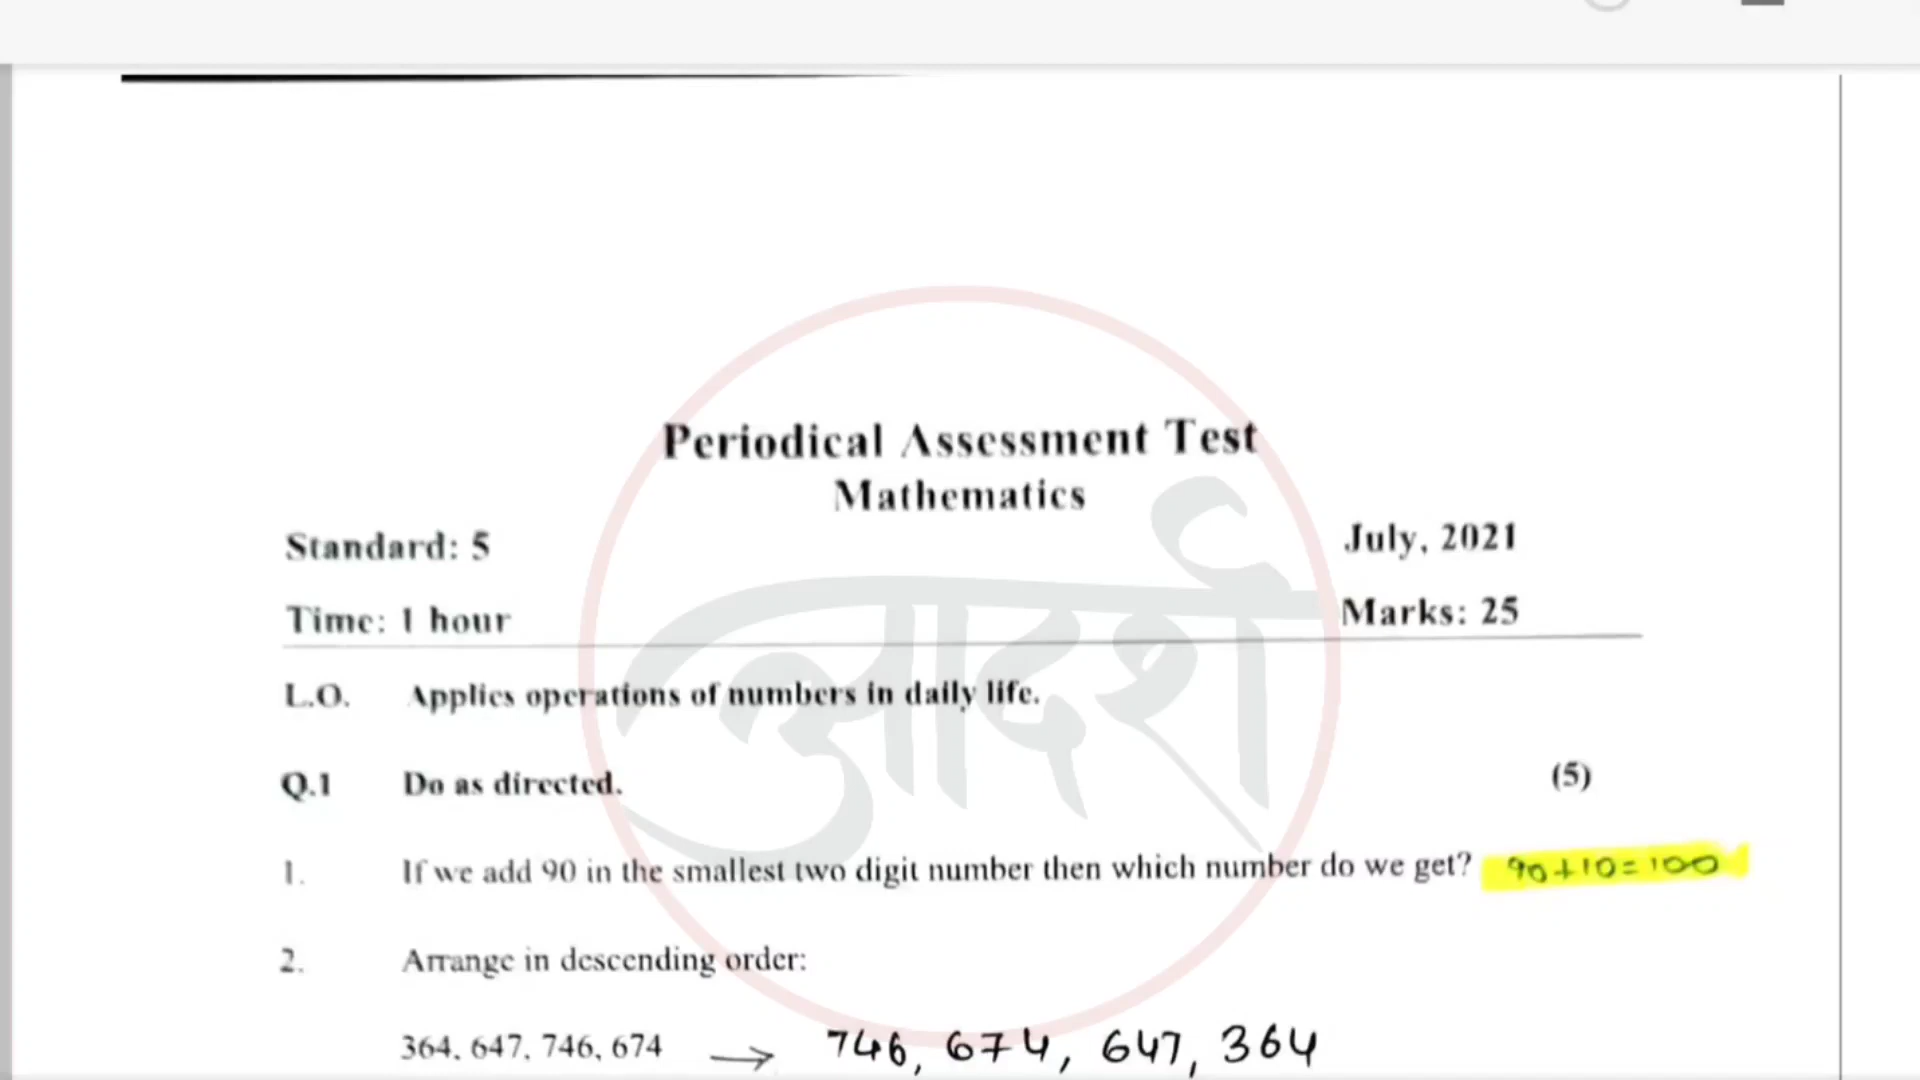 Periodical Assessment Test
Mathematics
Standard: 5 July, 2021
Time: 1 hour Marks: 25
L.O. Applies operations of numbers in daily life.
Q.1 Do as directed. (5)
1. If we add 90 in the smallest two digit number then which number do we get? 90+10=100
2. Arrange in descending order:
364, 647, 746, 674 → 746, 674, 647, 364
आदर्श